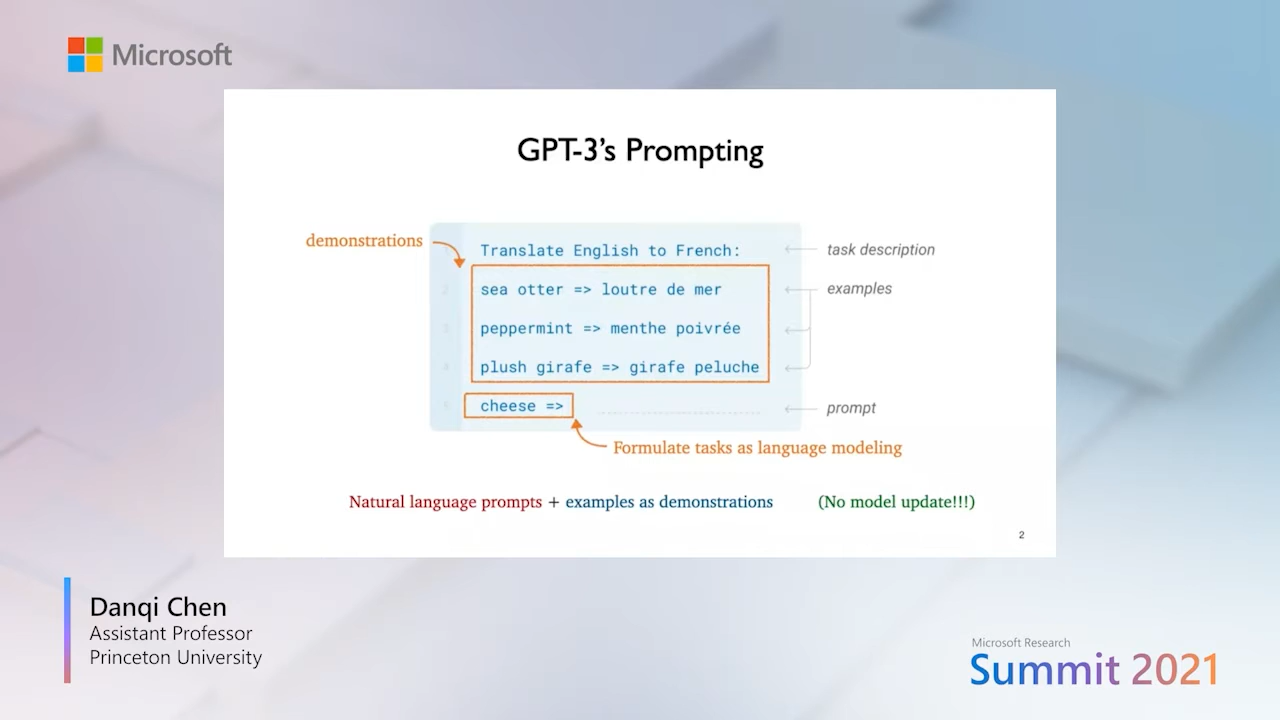 Microsoft
GPT-3's Prompting
demonstrations
Translate English to French:
task description
sea otter => loutre de mer
examples
peppermint => menthe poivrée
plush girafe => girafe peluche
cheese =>
prompt
Formulate tasks as language modeling
Natural language prompts + examples as demonstrations (No model update!!!)
2
Danqi Chen
Assistant Professor
Princeton University
Microsoft Research
Summit 2021